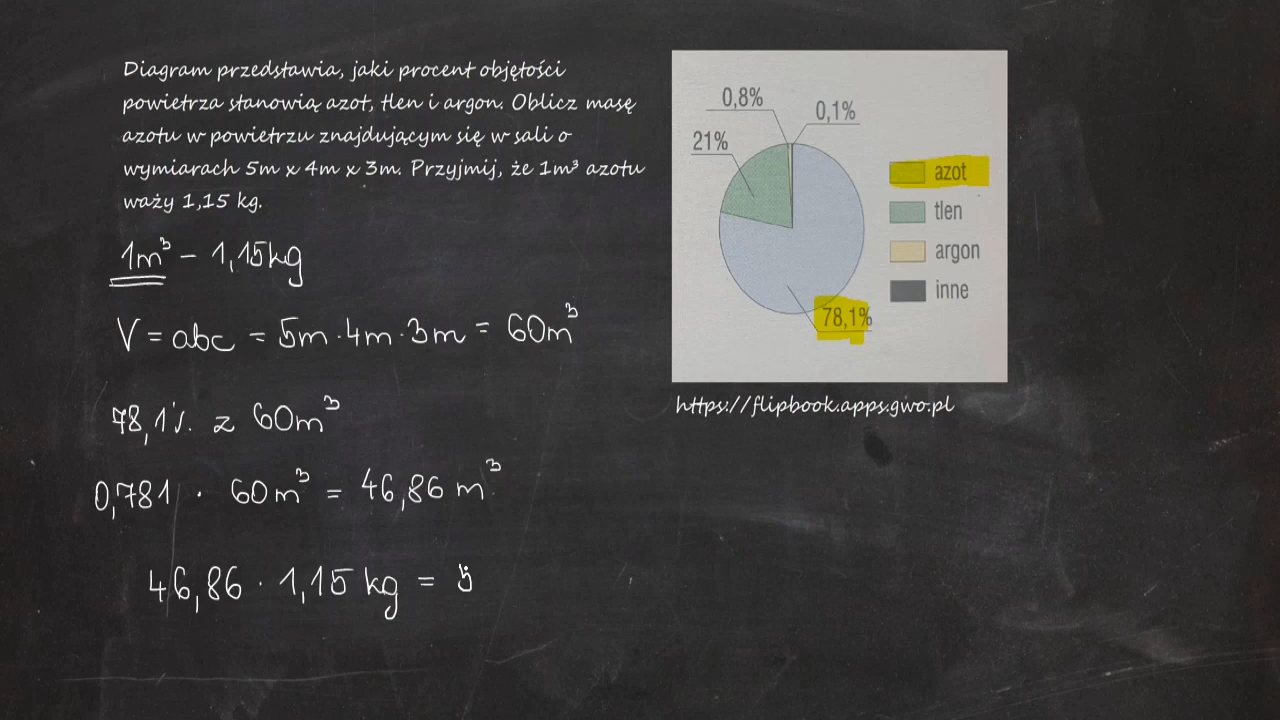 Diagram przedstawia, jaki procent objętości
powietrza stanowią azot, tlen i argon. Oblicz masę
azotu w powietrzu znajdującym się w sali o
wymiarach 5m x 4m x 3m. Przyjmij, że 1m³ azotu
waży 1,15 kg.
1m³ - 1,15kg
V = abc = 5m · 4m · 3m = 60m³
78,1% z 60m³
0,781 · 60m³ = 46,86 m³
46,86 · 1,15 kg = 5
0,8%
0,1%
21%
78,1%
azot
tlen
argon
inne
https://flipbook.apps.gwo.pl